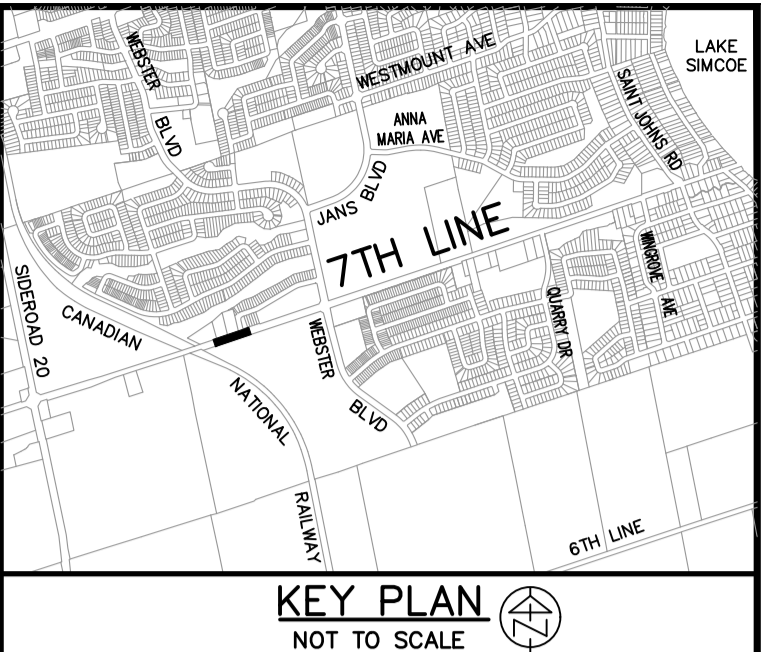 WEBSTER
BLVD
WESTMOUNT AVE
LAKE
SIMCOE
SAINT JOHNS RD
ANNA
MARIA AVE
JANS BLVD
7TH LINE
WINGROVE AVE
SIDEROAD 20
CANADIAN
NATIONAL
RAILWAY
WEBSTER
BLVD
QUARRY DR
6TH LINE
KEY PLAN
N
NOT TO SCALE